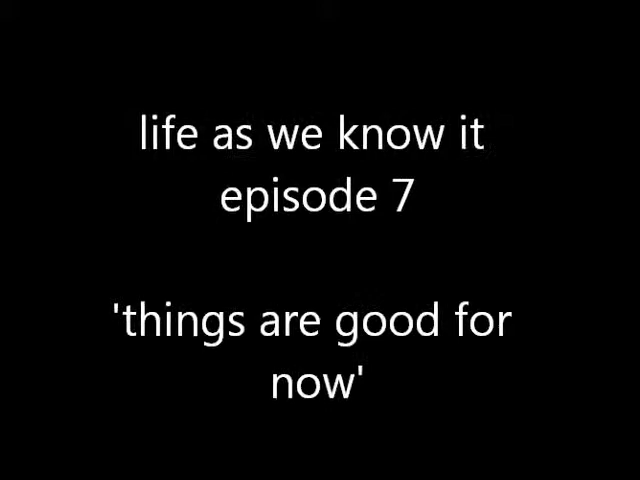 life as we know it
episode 7
'things are good for
now'